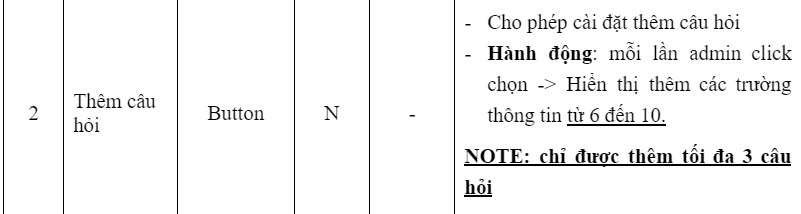 - Cho phép cài đặt thêm câu hỏi
- Hành động: mỗi lần admin click
chọn -> Hiển thị thêm các trường
2 Thêm câu hỏi Button N -
thông tin từ 6 đến 10.
NOTE: chỉ được thêm tối đa 3 câu
hỏi